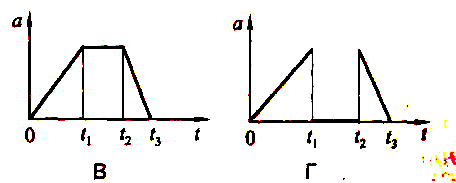 a a
0 t₁ t₂ t₃ t 0 t₁ t₂ t₃ t
В Г